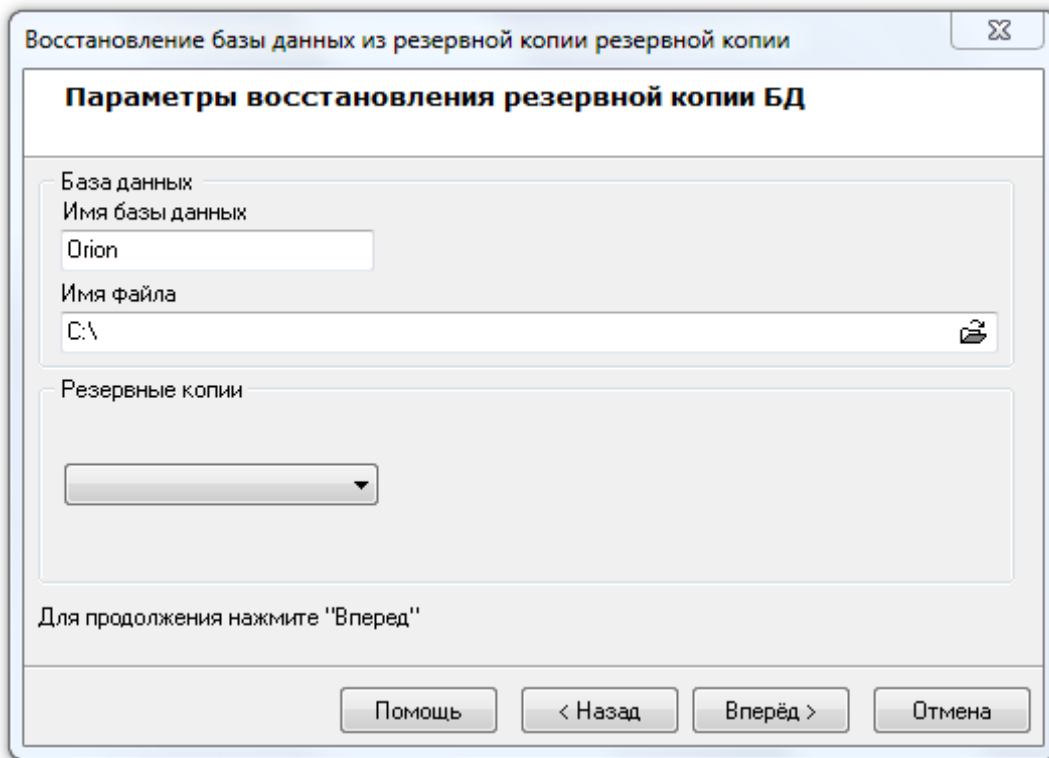 Восстановление базы данных из резервной копии резервной копии
Параметры восстановления резервной копии БД
База данных
Имя базы данных
Orion
Имя файла
C:\
Резервные копии
Для продолжения нажмите "Вперед"
Помощь
< Назад
Вперёд >
Отмена